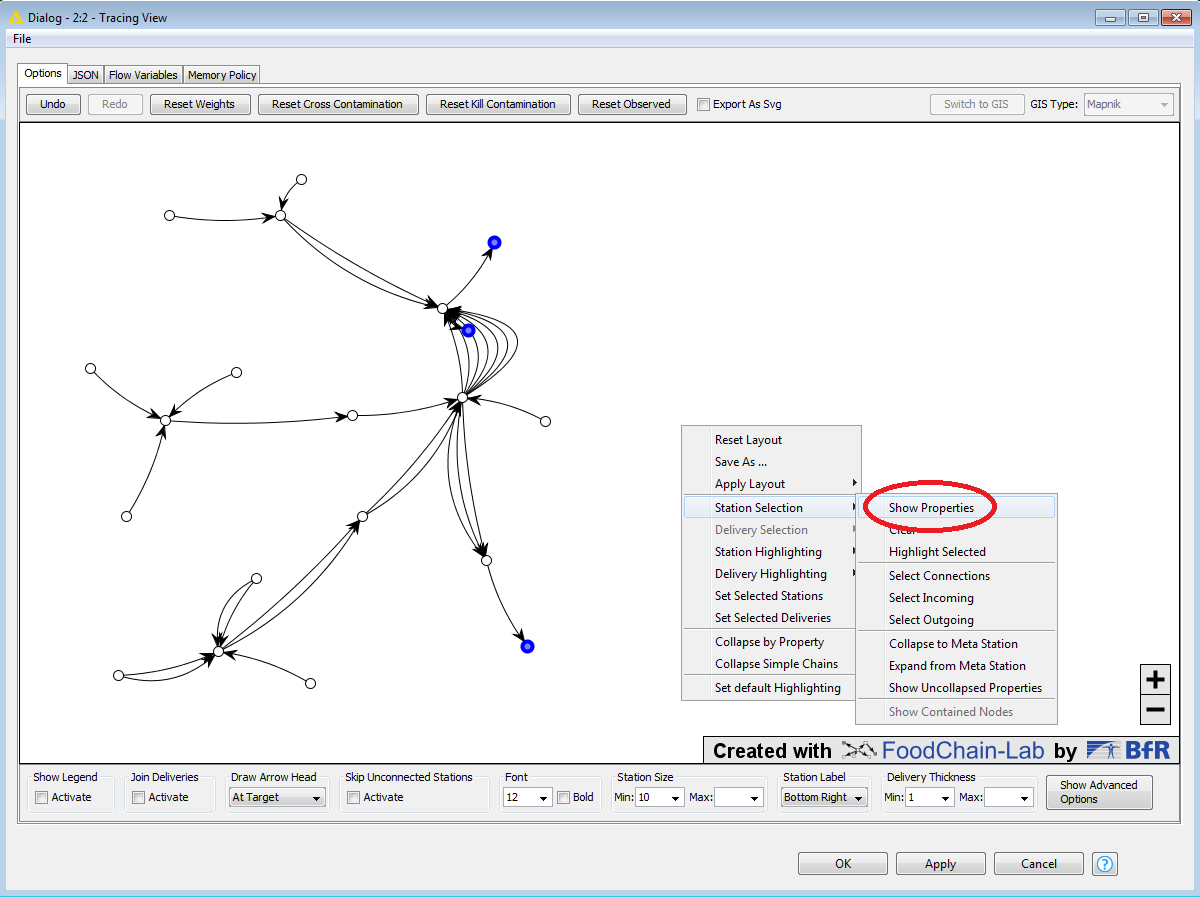 Dialog - 2:2 - Tracing View
File
Options JSON Flow Variables Memory Policy
Undo Redo Reset Weights Reset Cross Contamination Reset Kill Contamination Reset Observed Export As Svg Switch to GIS GIS Type: Mapnik
Reset Layout
Save As ...
Apply Layout
Station Selection
Delivery Selection
Station Highlighting
Delivery Highlighting
Set Selected Stations
Set Selected Deliveries
Collapse by Property
Collapse Simple Chains
Set default Highlighting
Show Properties
Clear
Highlight Selected
Select Connections
Select Incoming
Select Outgoing
Collapse to Meta Station
Expand from Meta Station
Show Uncollapsed Properties
Show Contained Nodes
+
−
Created with FoodChain-Lab by BfR
Show Legend Join Deliveries Draw Arrow Head Skip Unconnected Stations Font Station Size Station Label Delivery Thickness
Activate Activate At Target Activate 12 Bold Min: 10 Max: Bottom Right Min: 1 Max: Show Advanced
Options
OK Apply Cancel ?